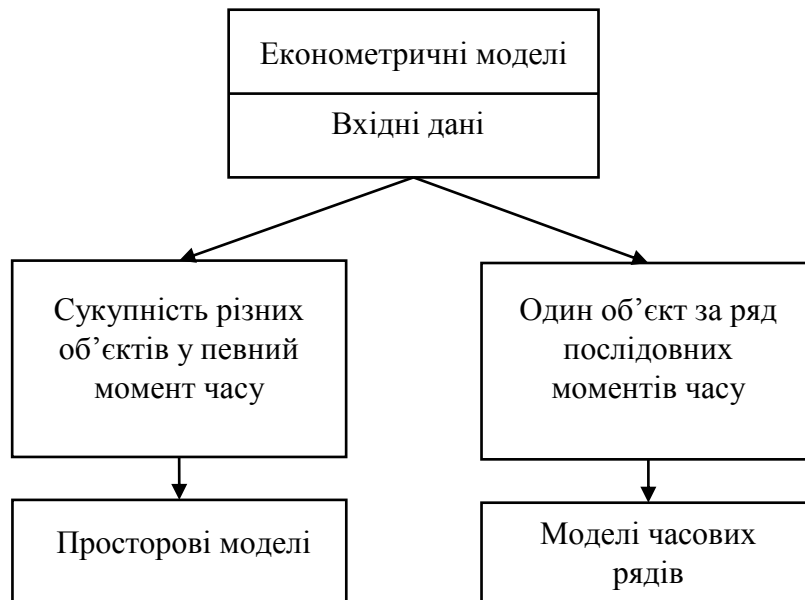 Економетричні моделі
Вхідні дані
Сукупність різних
об’єктів у певний
момент часу
Один об’єкт за ряд
послідовних
моментів часу
Просторові моделі
Моделі часових
рядів